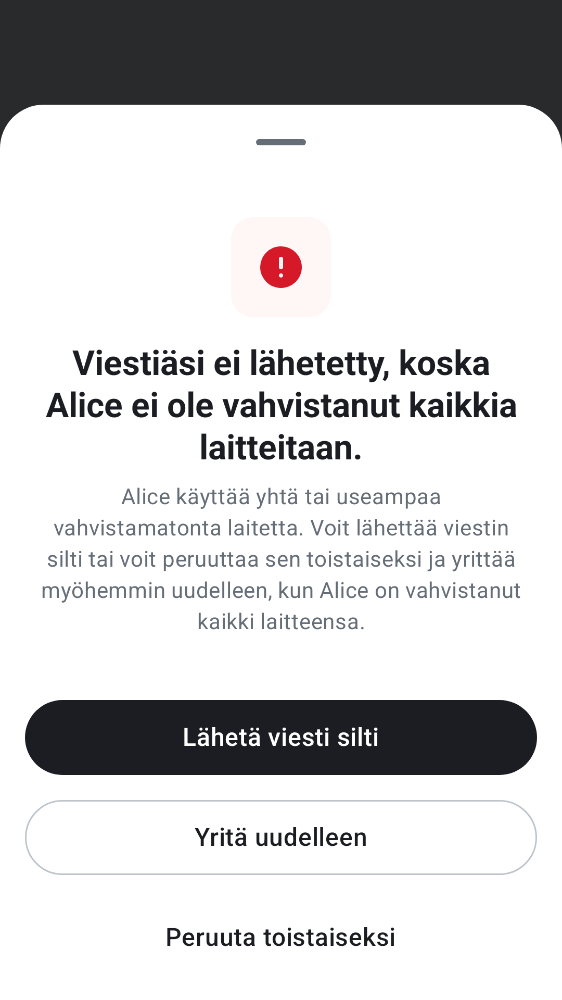 Viestiäsi ei lähetetty, koska
Alice ei ole vahvistanut kaikkia
laitteitaan.
Alice käyttää yhtä tai useampaa
vahvistamatonta laitetta. Voit lähettää viestin
silti tai voit peruuttaa sen toistaiseksi ja yrittää
myöhemmin uudelleen, kun Alice on vahvistanut
kaikki laitteensa.
Lähetä viesti silti
Yritä uudelleen
Peruuta toistaiseksi